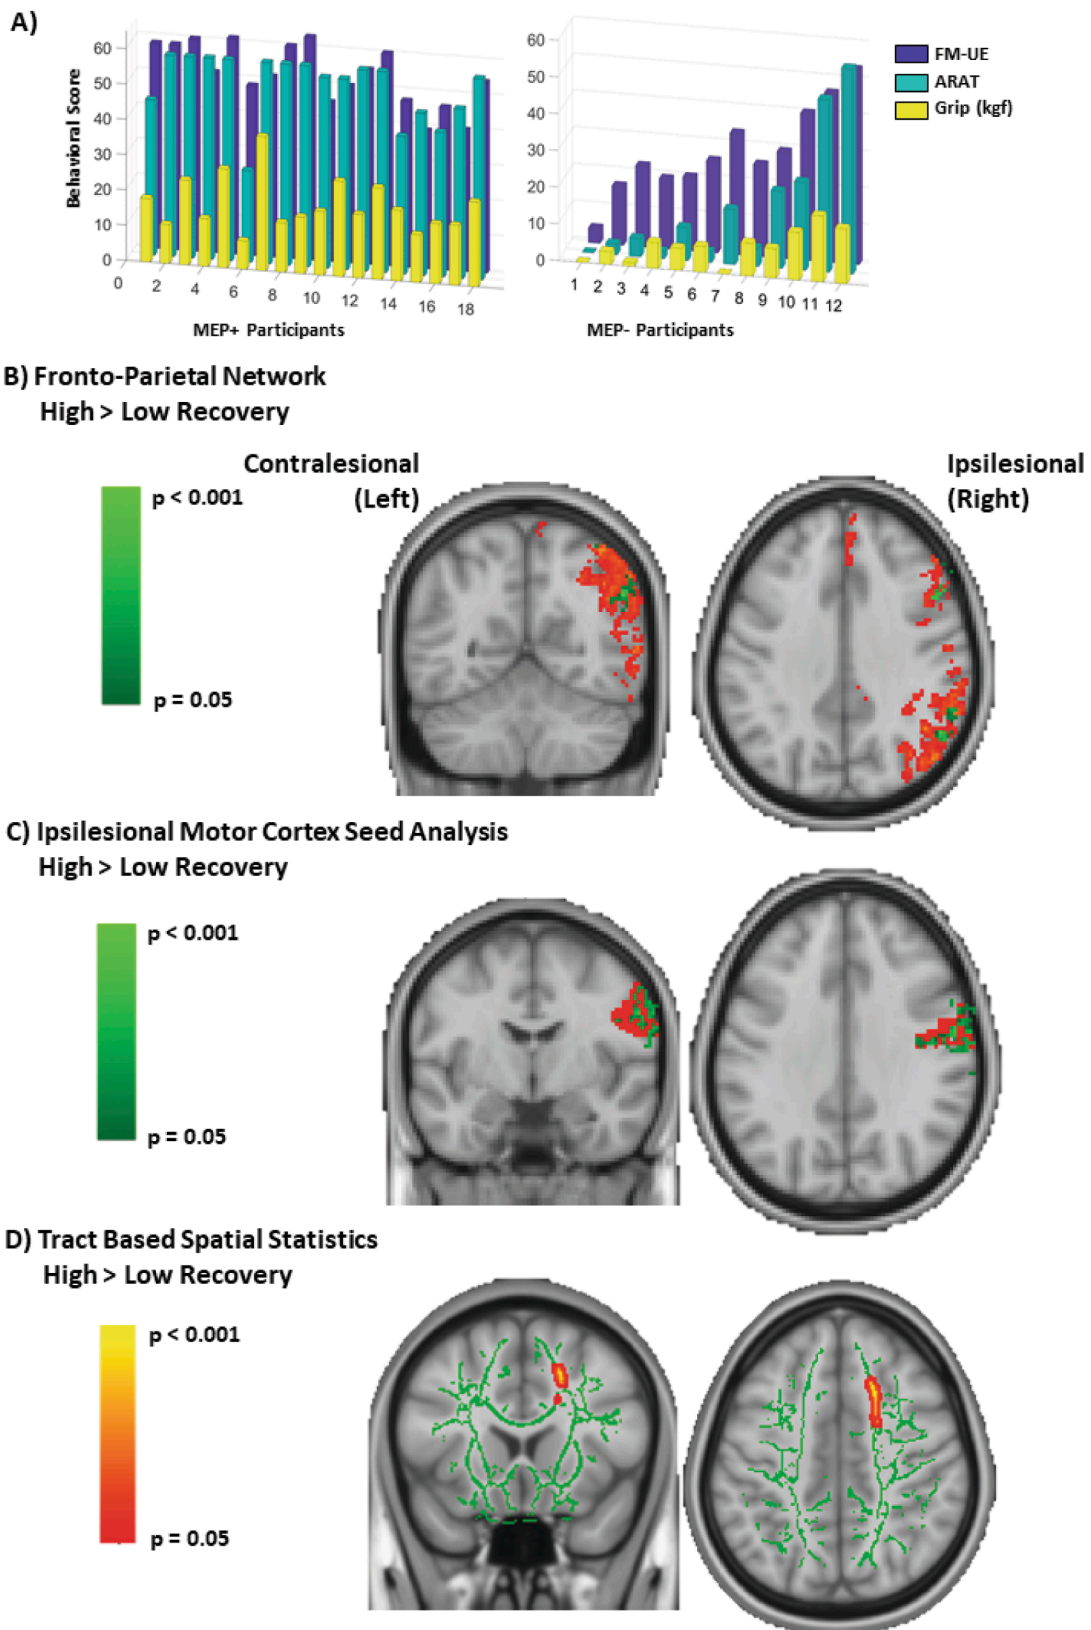 A)
Behavioral Score
60
50
40
30
20
10
0
0 2 4 6 8 10 12 14 16 18
MEP+ Participants
60
50
40
30
20
10
0
1 2 3 4 5 6 7 8 9 10 11 12
MEP- Participants
FM-UE
ARAT
Grip (kgf)
B) Fronto-Parietal Network
High > Low Recovery
p < 0.001
p = 0.05
Contralesional
(Left)
Ipsilesional
(Right)
C) Ipsilesional Motor Cortex Seed Analysis
High > Low Recovery
p < 0.001
p = 0.05
D) Tract Based Spatial Statistics
High > Low Recovery
p < 0.001
p = 0.05